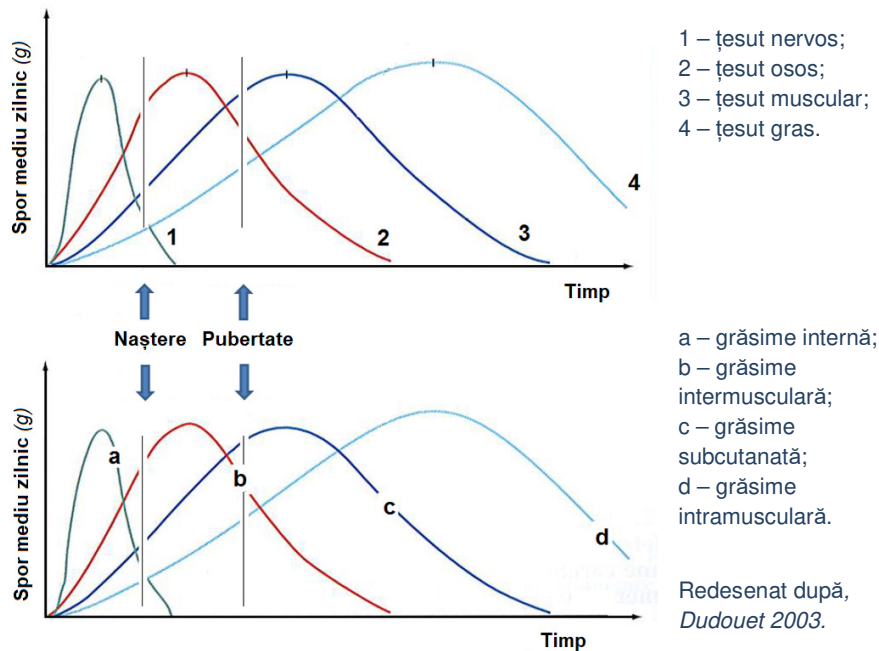 Spor mediu zilnic (g)
1
2
3
4
Timp
1 – țesut nervos;
2 – țesut osos;
3 – țesut muscular;
4 – țesut gras.
Naștere Pubertate
Spor mediu zilnic (g)
a
b
c
d
Timp
a – grăsime internă;
b – grăsime
intermusculară;
c – grăsime
subcutanată;
d – grăsime
intramusculară.
Redesenat după,
Dudouet 2003.